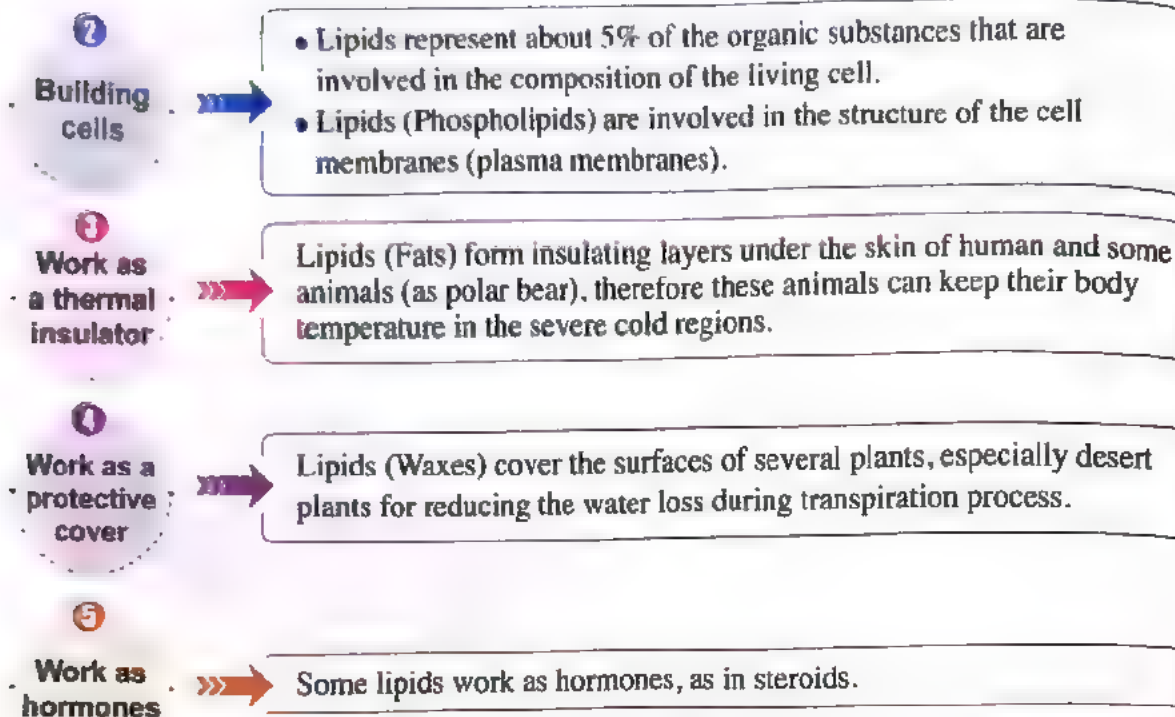 2
Building
cells
• Lipids represent about 5% of the organic substances that are
involved in the composition of the living cell.
• Lipids (Phospholipids) are involved in the structure of the cell
membranes (plasma membranes).
3
Work as
a thermal
insulator
Lipids (Fats) form insulating layers under the skin of human and some
animals (as polar bear), therefore these animals can keep their body
temperature in the severe cold regions.
4
Work as a
protective
cover
Lipids (Waxes) cover the surfaces of several plants, especially desert
plants for reducing the water loss during transpiration process.
5
Work as
hormones
Some lipids work as hormones, as in steroids.